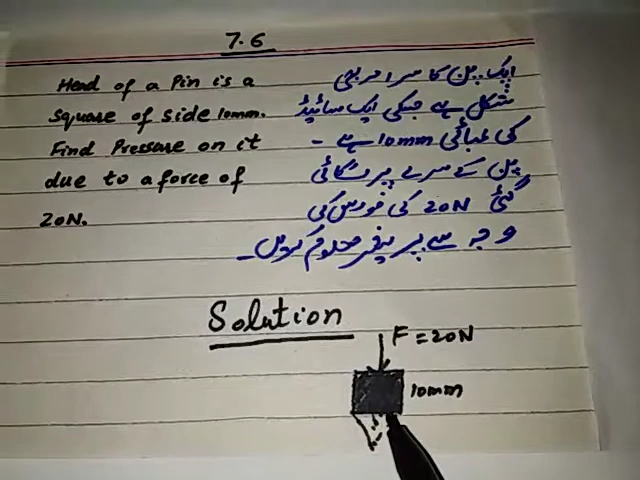 7.6
Head of a Pin is a
Square of side 10mm.
Find Pressure on it
due to a force of
20N.
ایک پن کا سرا مربعی
شکل ہے جسکی ایک سائیڈ
کی لمبائی 10mm ہے -
پن کے سرے پر لگائی
گئی 20N کی فورس کی
وجہ سے پریشر معلوم کریں -
Solution
F = 20N
10mm